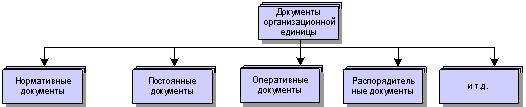 Документы
организационной
единицы
Нормативные
документы
Постоянные
документы
Оперативные
документы
Распорядитель
ные документы
и т.д.